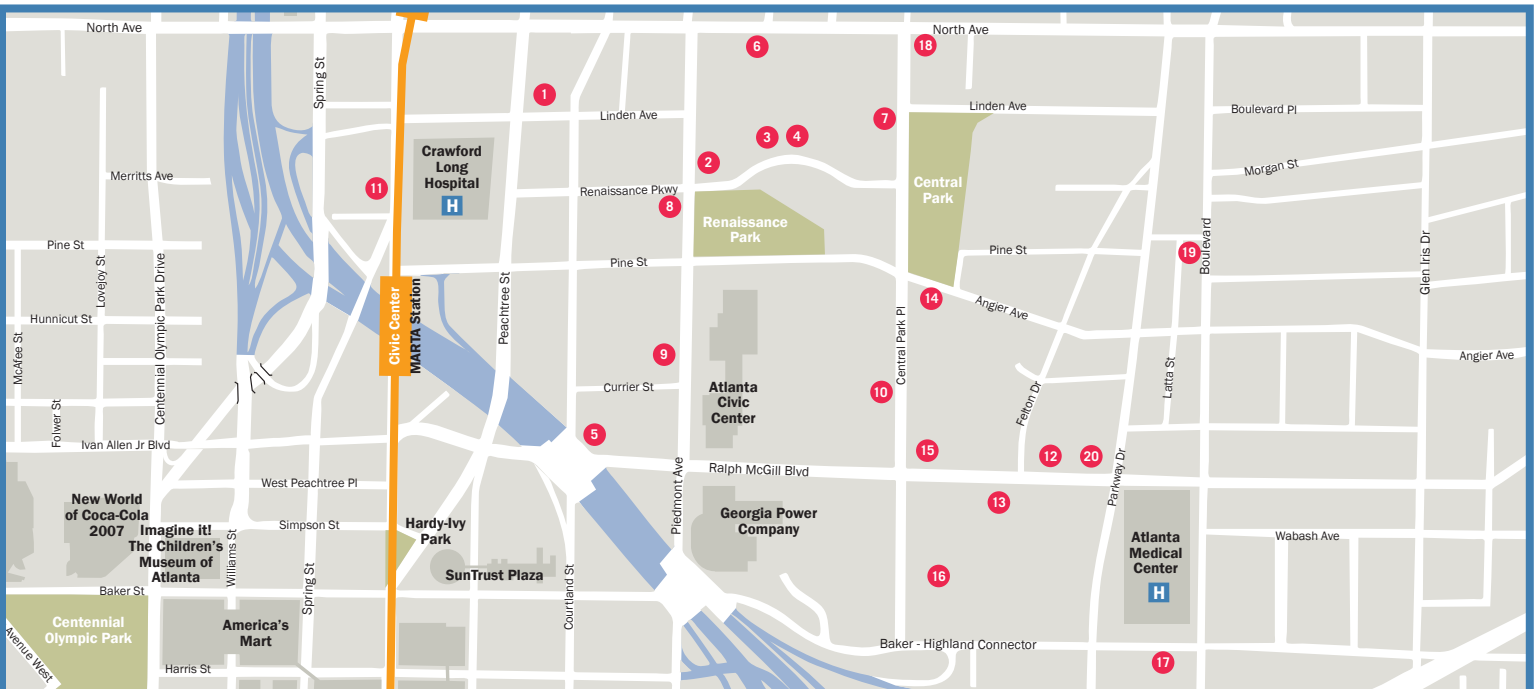 North Ave
North Ave
6
18
Spring St
1
Linden Ave
7
Linden Ave
Boulevard Pl
3
4
Crawford
Long
Hospital
H
2
Morgan St
Merritts Ave
11
Renaissance Pkwy
8
Central
Park
Renaissance
Park
Pine St
Pine St
Pine St
19
Boulevard
Glen Iris Dr
Lovejoy St
Centennial Olympic Park Drive
Peachtree St
Civic Center
MARTA Station
14
Angier Ave
Hunnicut St
McAfee St
Central Park Pl
9
Angier Ave
Currier St
Atlanta
Civic
Center
10
Felton Dr
Latta St
Folwer St
Ivan Allen Jr Blvd
5
15
12
20
Ralph McGill Blvd
Piedmont Ave
Parkway Dr
West Peachtree Pl
New World
of Coca-Cola
2007
13
Georgia Power
Company
Simpson St
Hardy-Ivy
Park
Imagine it!
The Children's
Museum of
Atlanta
Williams St
Atlanta
Medical
Center
H
Wabash Ave
SunTrust Plaza
16
Baker St
Spring St
Courtland St
Centennial
Olympic Park
America's
Mart
Baker - Highland Connector
17
Avenue West
Harris St